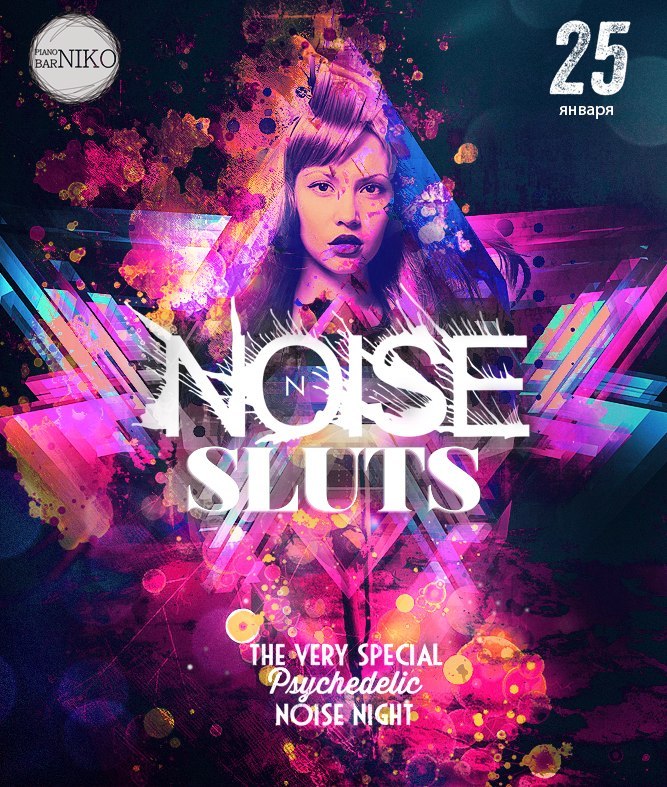 PIANO
BAR NIKO
25
января
NOISE
N
SLUTS
THE VERY SPECIAL
Psychedelic
NOISE NIGHT